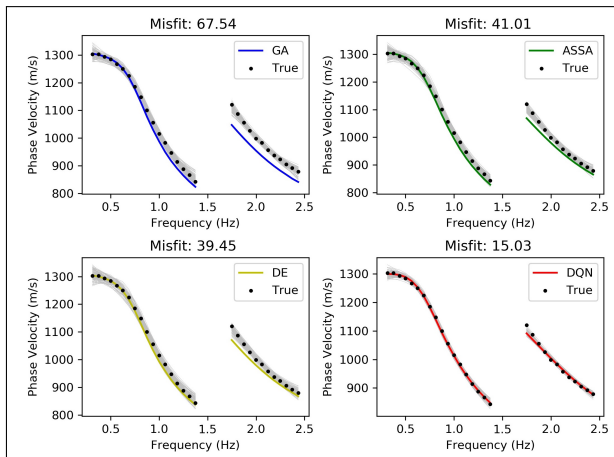 Misfit: 67.54
Misfit: 41.01
Phase Velocity (m/s)
1300
1200
1100
1000
900
800
GA
True
0.5 1.0 1.5 2.0 2.5
Frequency (Hz)
Phase Velocity (m/s)
1300
1200
1100
1000
900
800
ASSA
True
0.5 1.0 1.5 2.0 2.5
Frequency (Hz)
Misfit: 39.45
Misfit: 15.03
Phase Velocity (m/s)
1300
1200
1100
1000
900
800
DE
True
0.5 1.0 1.5 2.0 2.5
Frequency (Hz)
Phase Velocity (m/s)
1300
1200
1100
1000
900
DQN
True
0.5 1.0 1.5 2.0 2.5
Frequency (Hz)